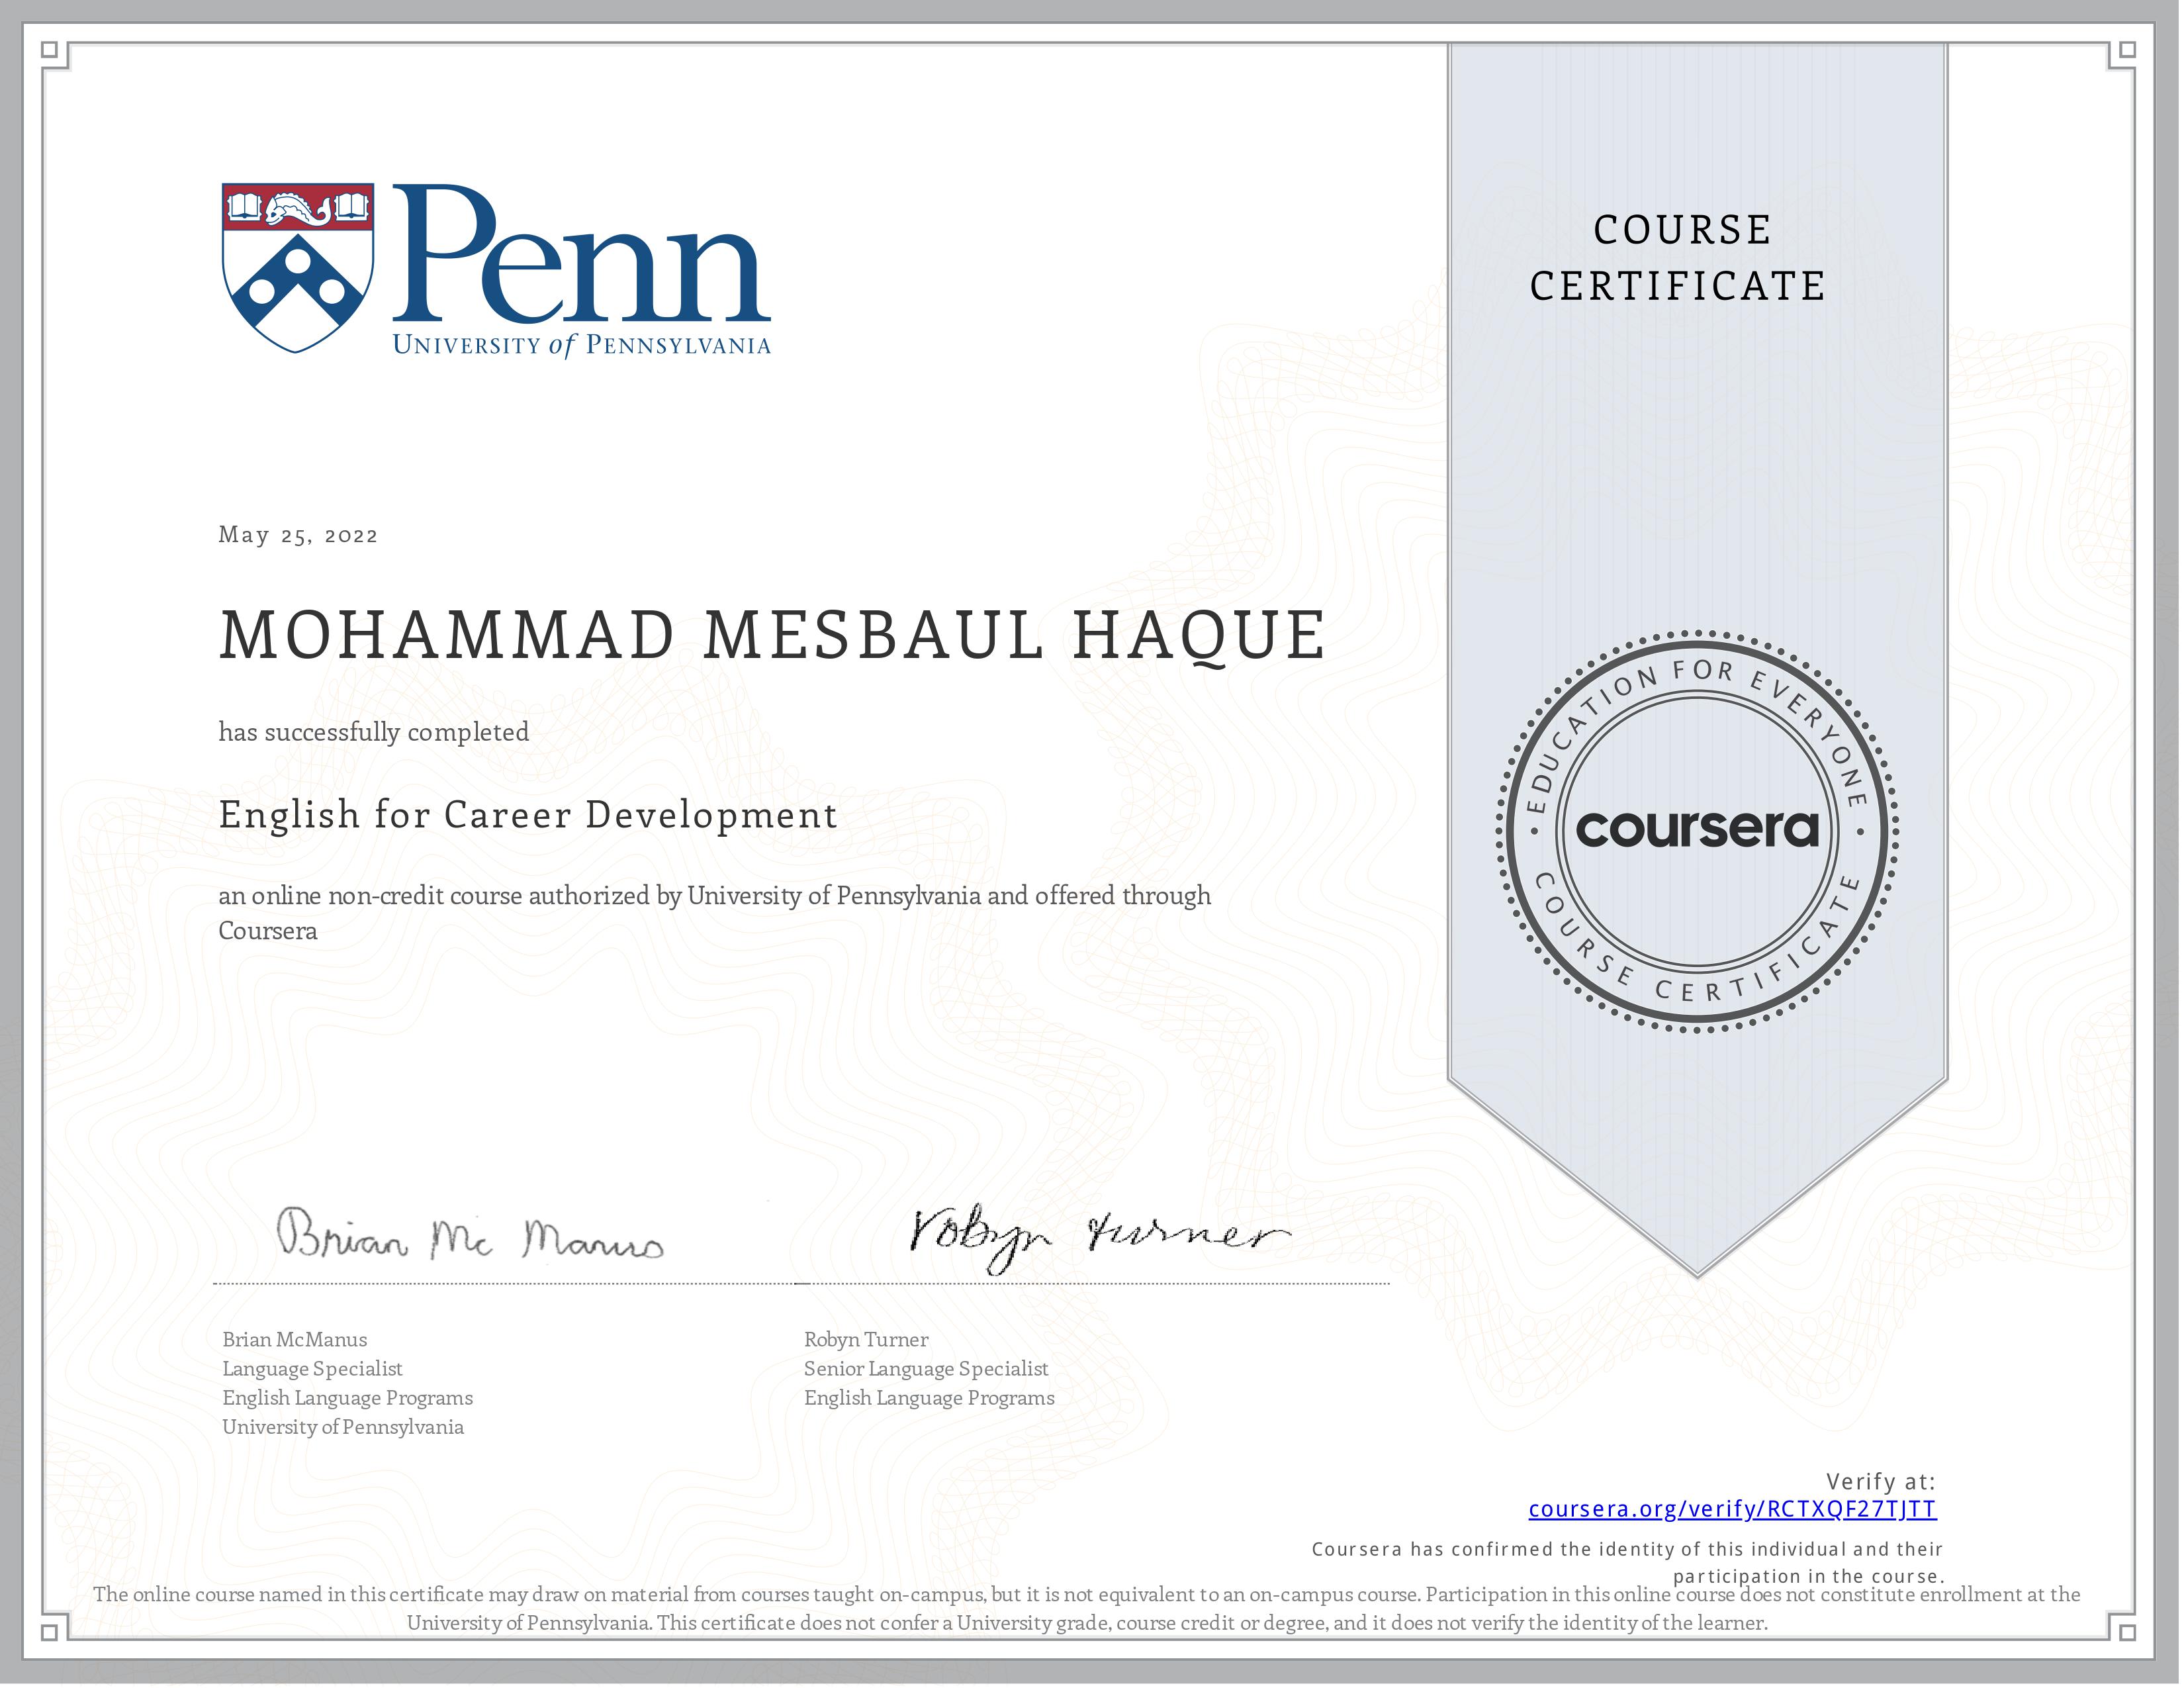 Penn
UNIVERSITY of PENNSYLVANIA
COURSE
CERTIFICATE
May 25, 2022
MOHAMMAD MESBAUL HAQUE
has successfully completed
English for Career Development
an online non-credit course authorized by University of Pennsylvania and offered through
Coursera
EDUCATION FOR EVERYONE
coursera
COURSE CERTIFICATE
Brian Mc Manus
Robyn Turner
Brian McManus
Language Specialist
English Language Programs
University of Pennsylvania
Robyn Turner
Senior Language Specialist
English Language Programs
Verify at:
coursera.org/verify/RCTXQF27TJTT
Coursera has confirmed the identity of this individual and their
participation in the course.
The online course named in this certificate may draw on material from courses taught on-campus, but it is not equivalent to an on-campus course. Participation in this online course does not constitute enrollment at the
University of Pennsylvania. This certificate does not confer a University grade, course credit or degree, and it does not verify the identity of the learner.